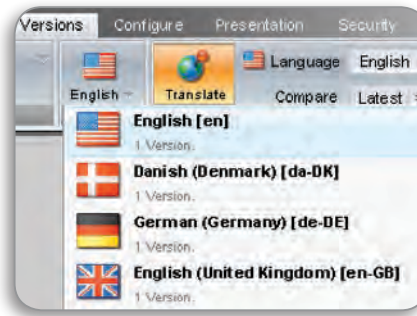 Versions Configure Presentation Security
English Translate Language English
Compare Latest
English [en]
1 Version.
Danish (Denmark) [da-DK]
1 Version.
German (Germany) [de-DE]
1 Version.
English (United Kingdom) [en-GB]
1 Version.